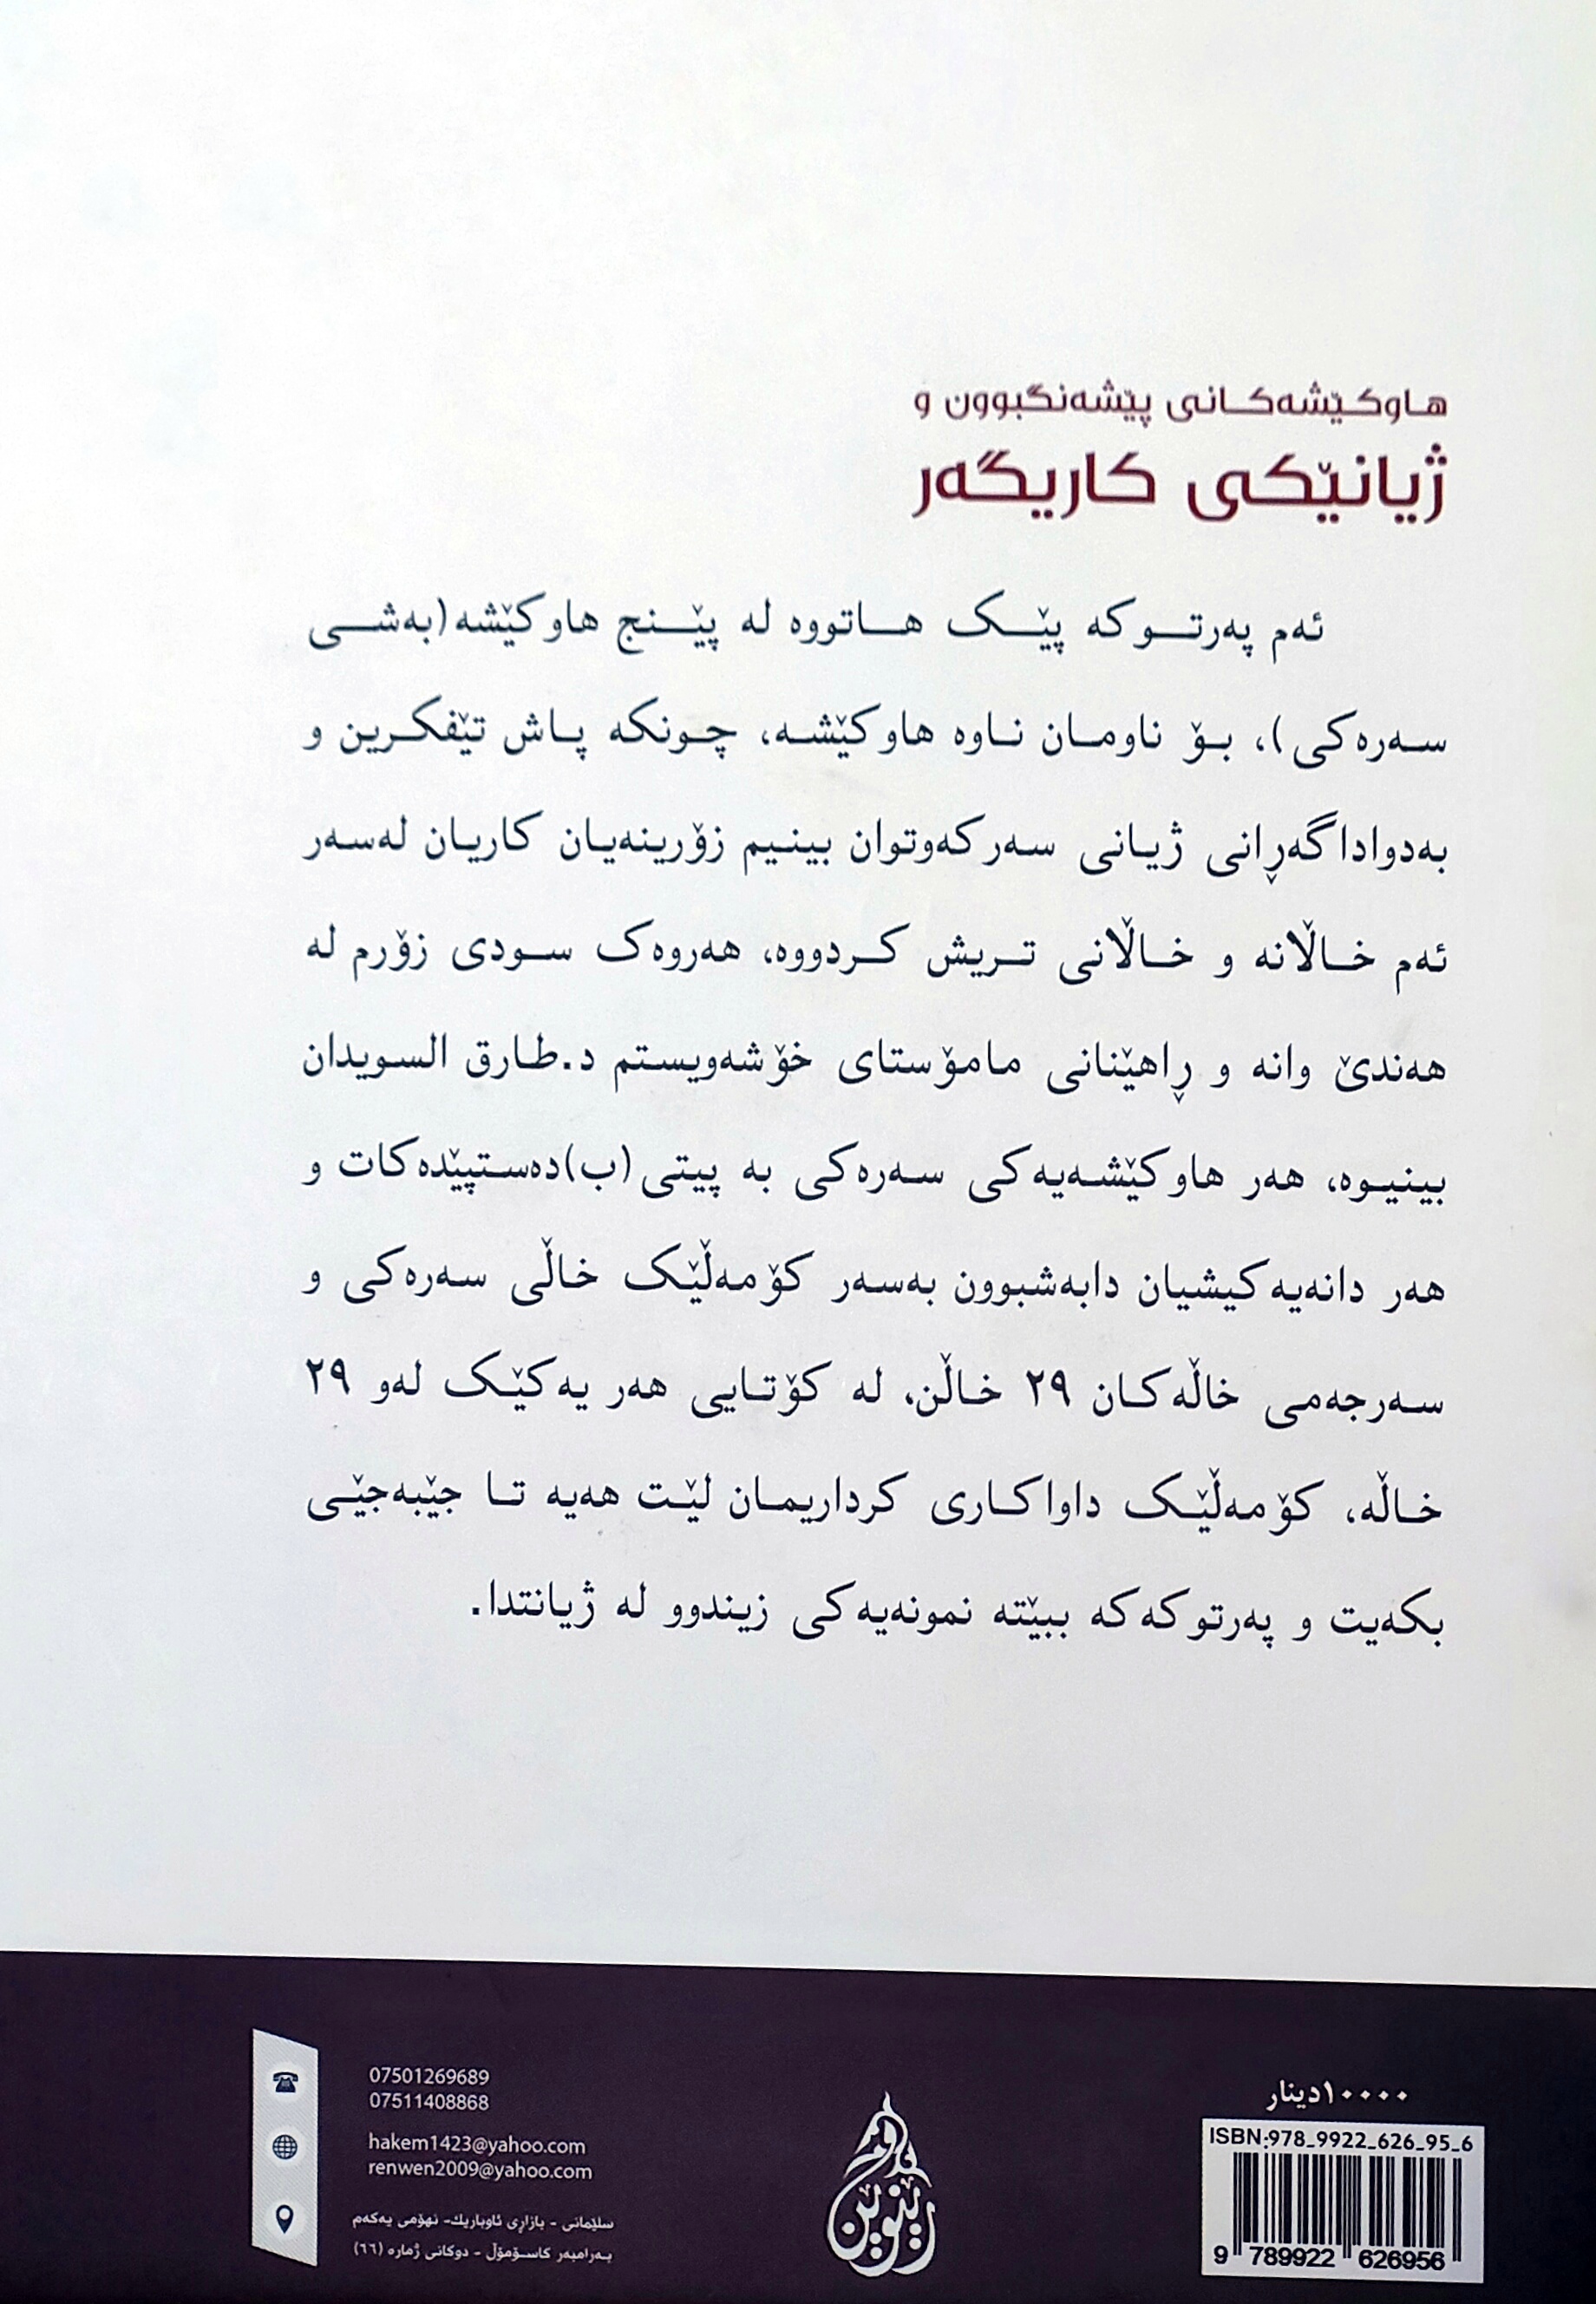 هاوکێشەکانی پێشەنگبوون و
ژیانێکی کاریگەر
ئەم پەرتوکە پێک هاتووە لە پێنج هاوکێشە(بەشی
سەرەکی)، بۆ ناومان ناوە هاوکێشە، چونکە پاش تێفکرین و
بەدواداگەڕانی ژیانی سەرکەوتوان بینیم زۆرینەیان کاریان لەسەر
ئەم خاڵانە و خاڵانی تریش کردووە، هەروەک سودی زۆرم لە
هەندێ وانە و ڕاهێنانی مامۆستای خۆشەویستم د.طارق السویدان
بینیوە، هەر هاوکێشەیەکی سەرەکی بە پیتی(ب)دەستپێدەکات و
هەر دانەیەکیشیان دابەشبوون بەسەر کۆمەڵێک خاڵی سەرەکی و
سەرجەمی خاڵەکان ٢٩ خاڵن، لە کۆتایی هەر یەکێک لەو ٢٩
خاڵە، کۆمەڵێک داواکاری کرداریمان لێت هەیە تا جێبەجێی
بکەیت و پەرتوکەکە ببێتە نمونەیەکی زیندوو لە ژیانتدا.
07501269689
07511408868
hakem1423@yahoo.com
renwen2009@yahoo.com
سلێمانی - بازاڕی ئاوباریك- نهۆمی یەکەم
بەرامبەر کاسۆمۆڵ - دوکانی ژمارە (٦٦)
ڕێنوێن
١٠٠٠٠دینار
ISBN:978_9922_626_95_6
9 789922 626956